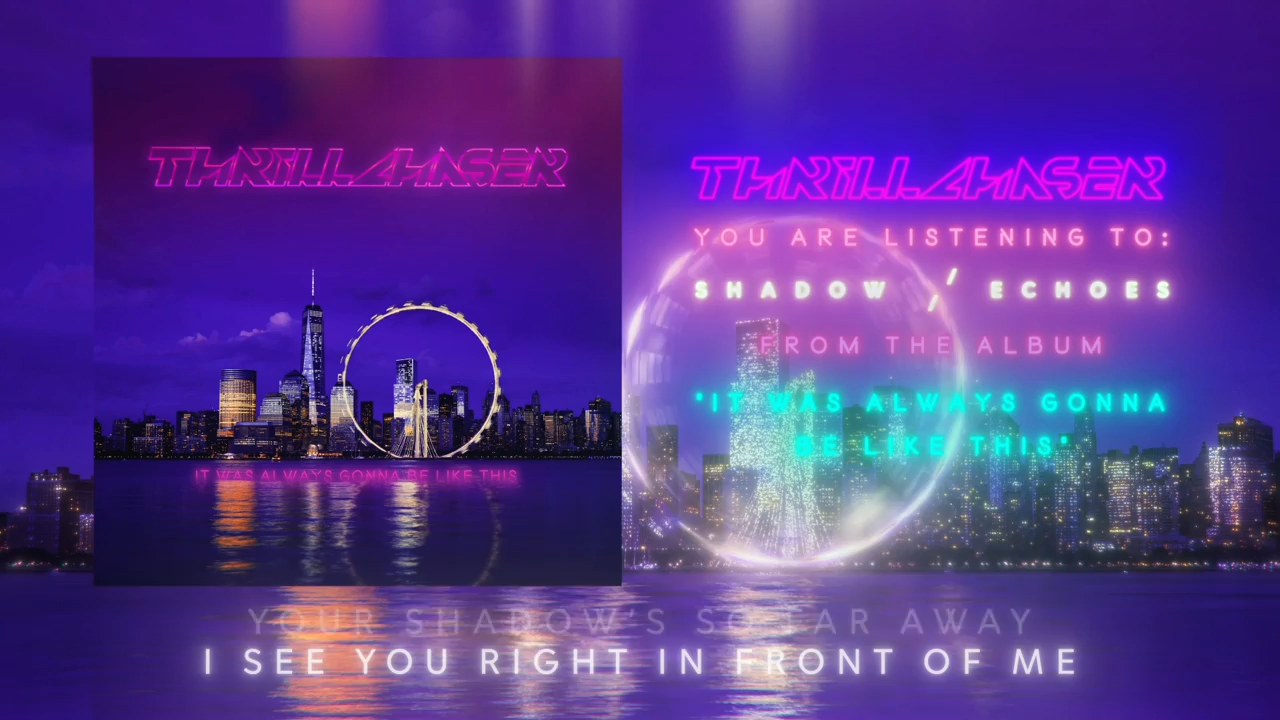 THRILLCHASER
IT WAS ALWAYS GONNA BE LIKE THIS
THRILLCHASER
YOU ARE LISTENING TO:
SHADOW // ECHOES
FROM THE ALBUM
"IT WAS ALWAYS GONNA
BE LIKE THIS"
YOUR SHADOW'S SO FAR AWAY
I SEE YOU RIGHT IN FRONT OF ME